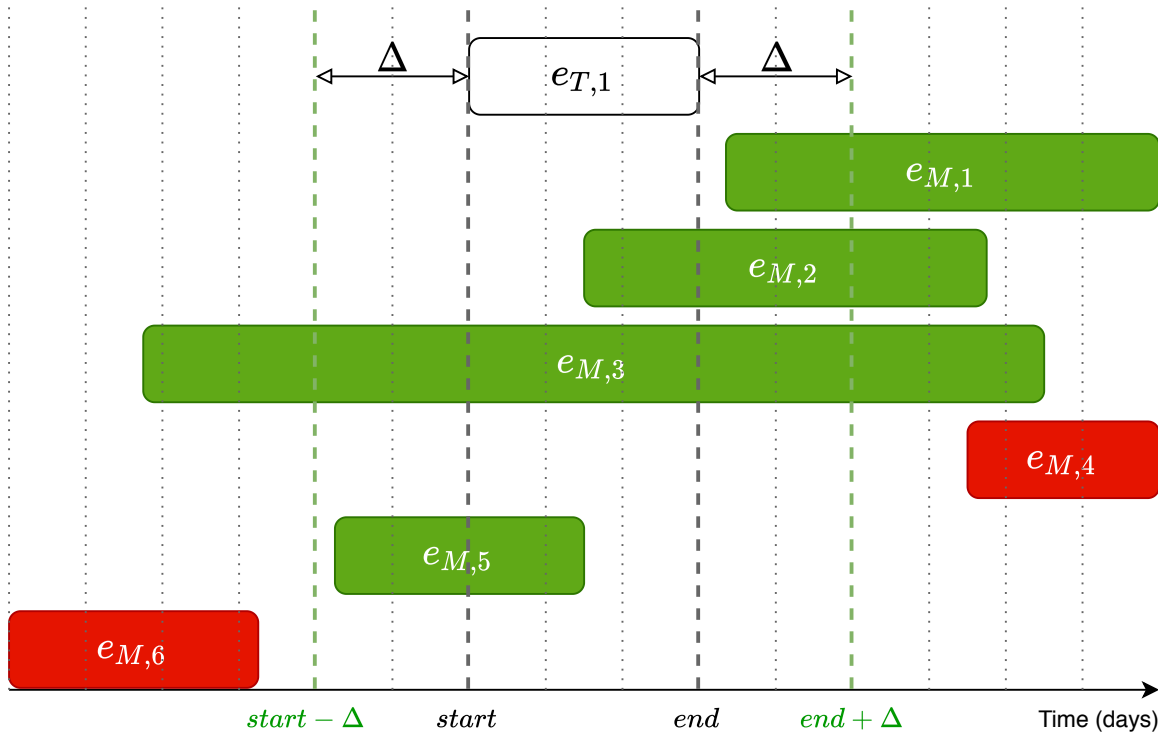 Δ Δ
e_{T,1}
e_{M,1}
e_{M,2}
e_{M,3}
e_{M,4}
e_{M,5}
e_{M,6}
start − Δ start end end + Δ Time (days)